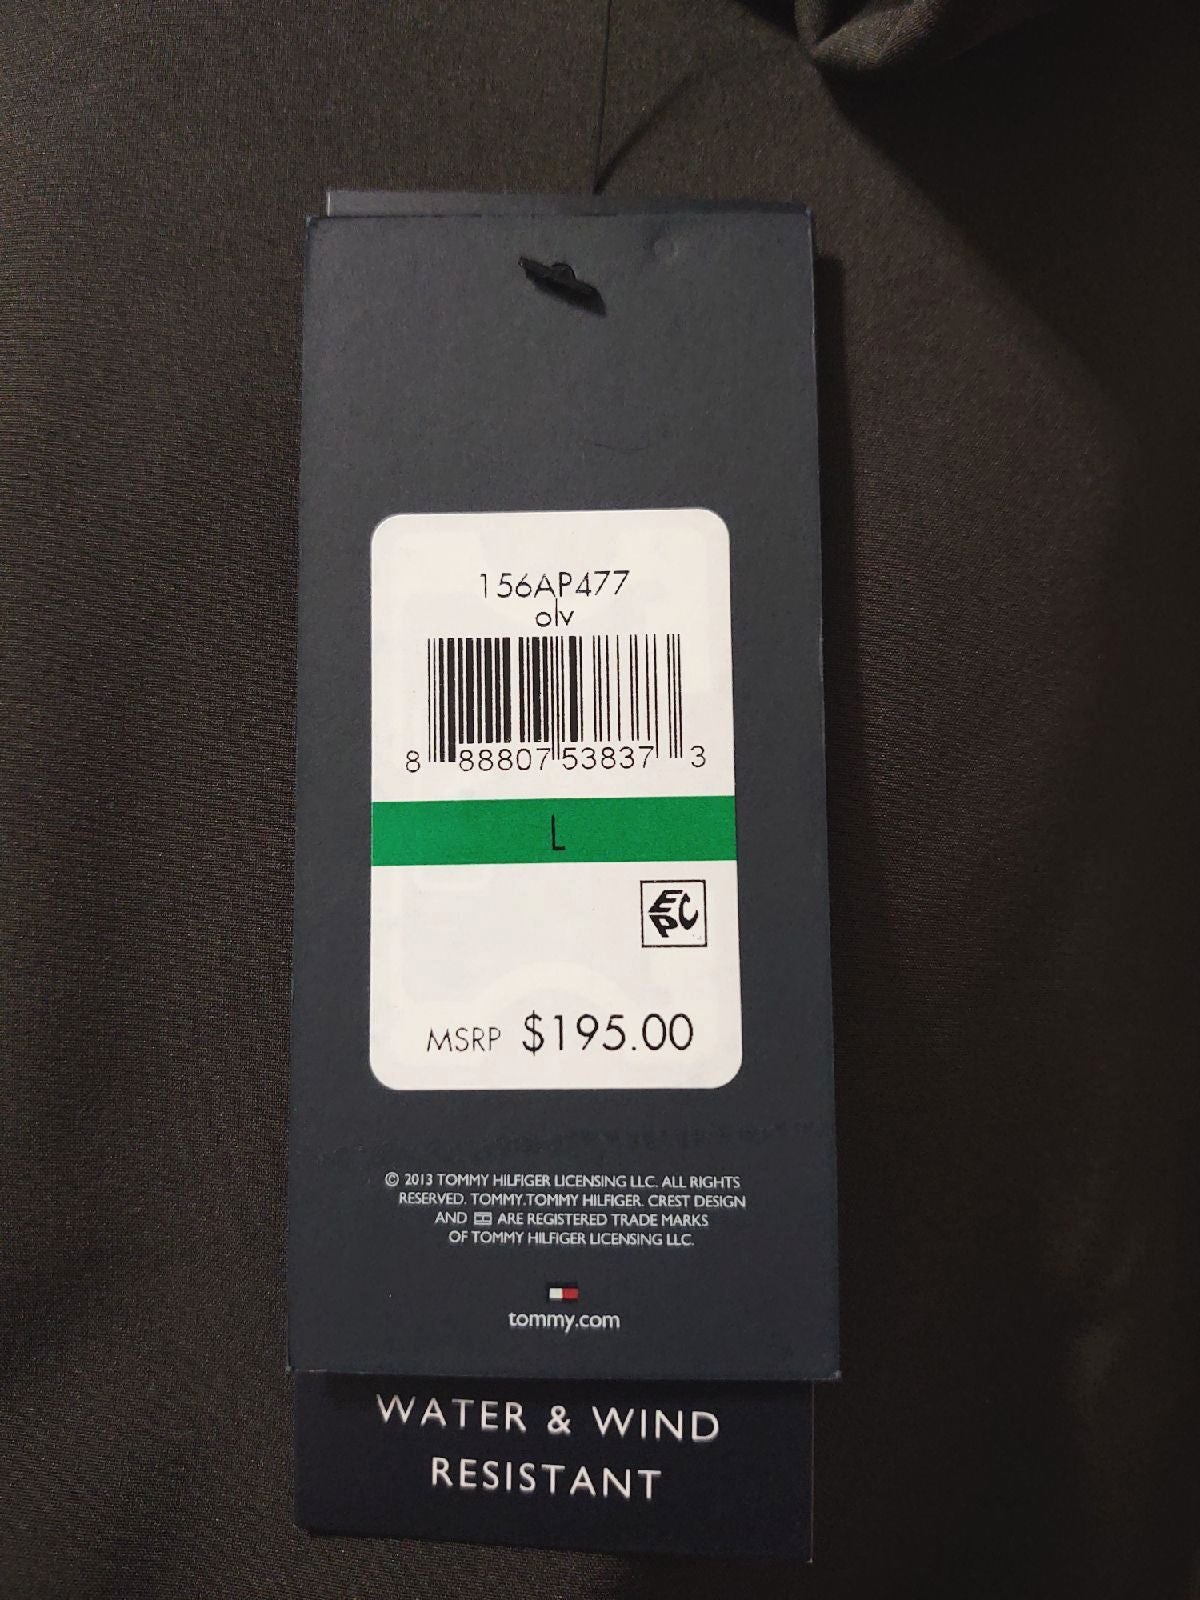 156AP477
olv
8 88807 53837 3
L
EPC
MSRP $195.00
© 2013 TOMMY HILFIGER LICENSING LLC. ALL RIGHTS
RESERVED. TOMMY,TOMMY HILFIGER. CREST DESIGN
AND ARE REGISTERED TRADE MARKS
OF TOMMY HILFIGER LICENSING LLC.
tommy.com
WATER & WIND
RESISTANT